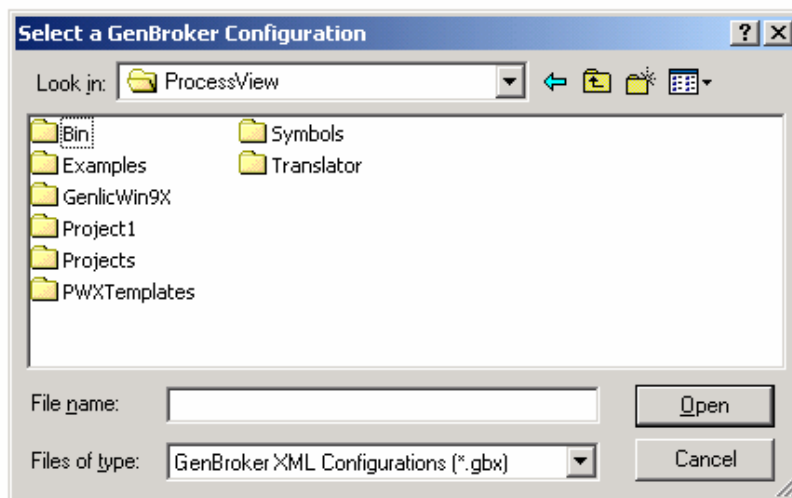 Select a GenBroker Configuration
Look in: ProcessView
Bin Symbols
Examples Translator
GenlicWin9X
Project1
Projects
PWXTemplates
File name: Open
Files of type: GenBroker XML Configurations (*.gbx) Cancel